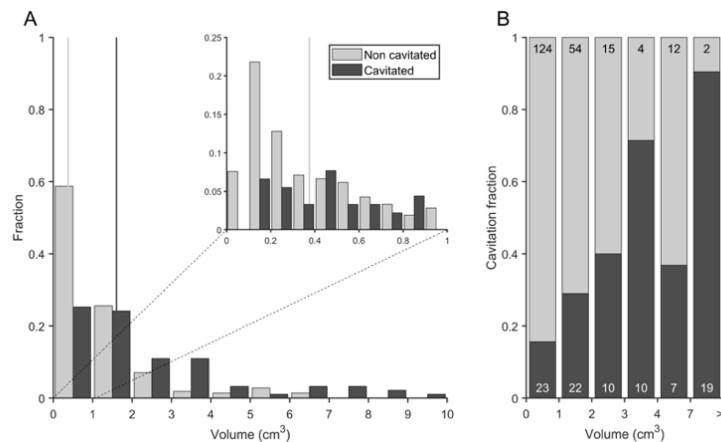 A
B
0.25
0.2
0.15
0.1
0.05
0
0 0.2 0.4 0.6 0.8 1
Non cavitated
Cavitated
1
0.8
0.6
0.4
0.2
0
Fraction
0 1 2 3 4 5 6 7 8 9 10
Volume (cm³)
1
0.8
0.6
0.4
0.2
0
Cavitation fraction
124 54 15 4 12 2
23 22 10 10 7 19
0 1 2 3 4 7 >
Volume (cm³)